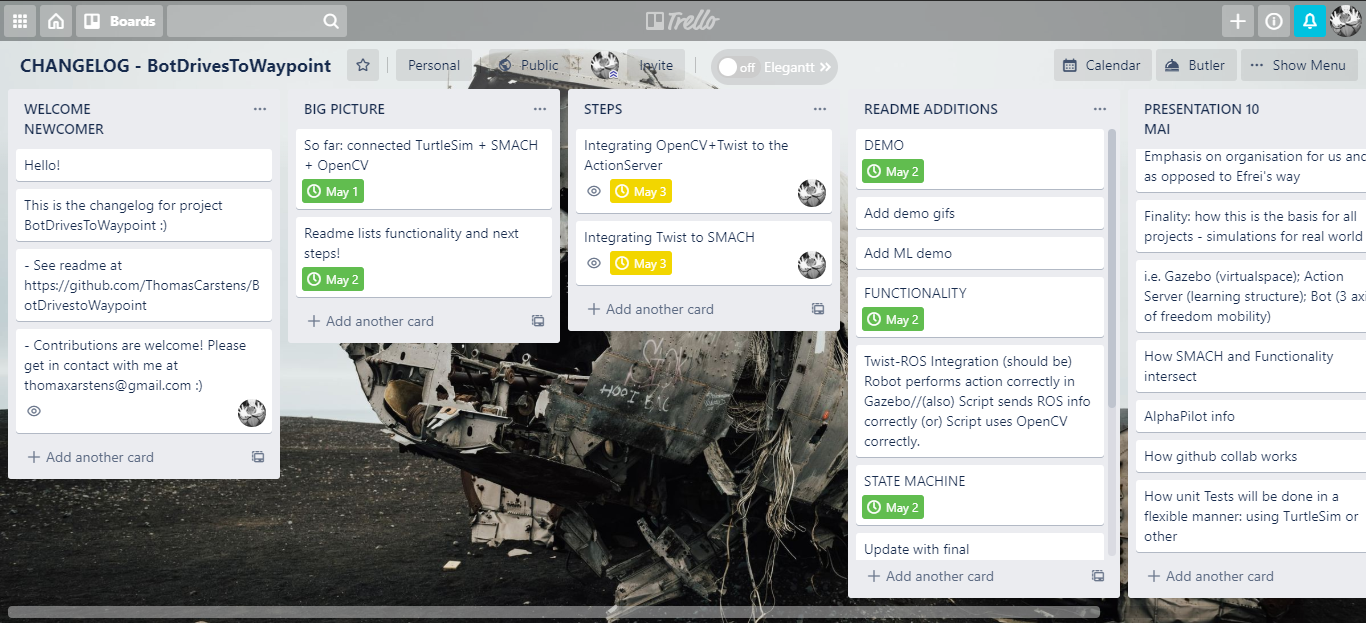 Boards
Trello
CHANGELOG - BotDrivesToWaypoint
Personal
Public
Invite
off
Elegantt
Calendar
Butler
Show Menu
WELCOME
NEWCOMER
Hello!
This is the changelog for project
BotDrivesToWaypoint :)
- See readme at
https://github.com/ThomasCarstens/B
otDrivestoWaypoint
- Contributions are welcome! Please
get in contact with me at
thomaxarstens@gmail.com :)
+ Add another card
BIG PICTURE
So far: connected TurtleSim + SMACH
+ OpenCV
May 1
Readme lists functionality and next
steps!
May 2
+ Add another card
STEPS
Integrating OpenCV+Twist to the
ActionServer
May 3
Integrating Twist to SMACH
May 3
+ Add another card
README ADDITIONS
DEMO
May 2
Add demo gifs
Add ML demo
FUNCTIONALITY
May 2
Twist-ROS Integration (should be)
Robot performs action correctly in
Gazebo//(also) Script sends ROS info
correctly (or) Script uses OpenCV
correctly.
STATE MACHINE
May 2
Update with final
+ Add another card
PRESENTATION 10
MAI
Emphasis on organisation for us and
as opposed to Efrei's way
Finality: how this is the basis for all
projects - simulations for real world
i.e. Gazebo (virtualspace); Action
Server (learning structure); Bot (3 axi
of freedom mobility)
How SMACH and Functionality
intersect
AlphaPilot info
How github collab works
How unit Tests will be done in a
flexible manner: using TurtleSim or
other
+ Add another card